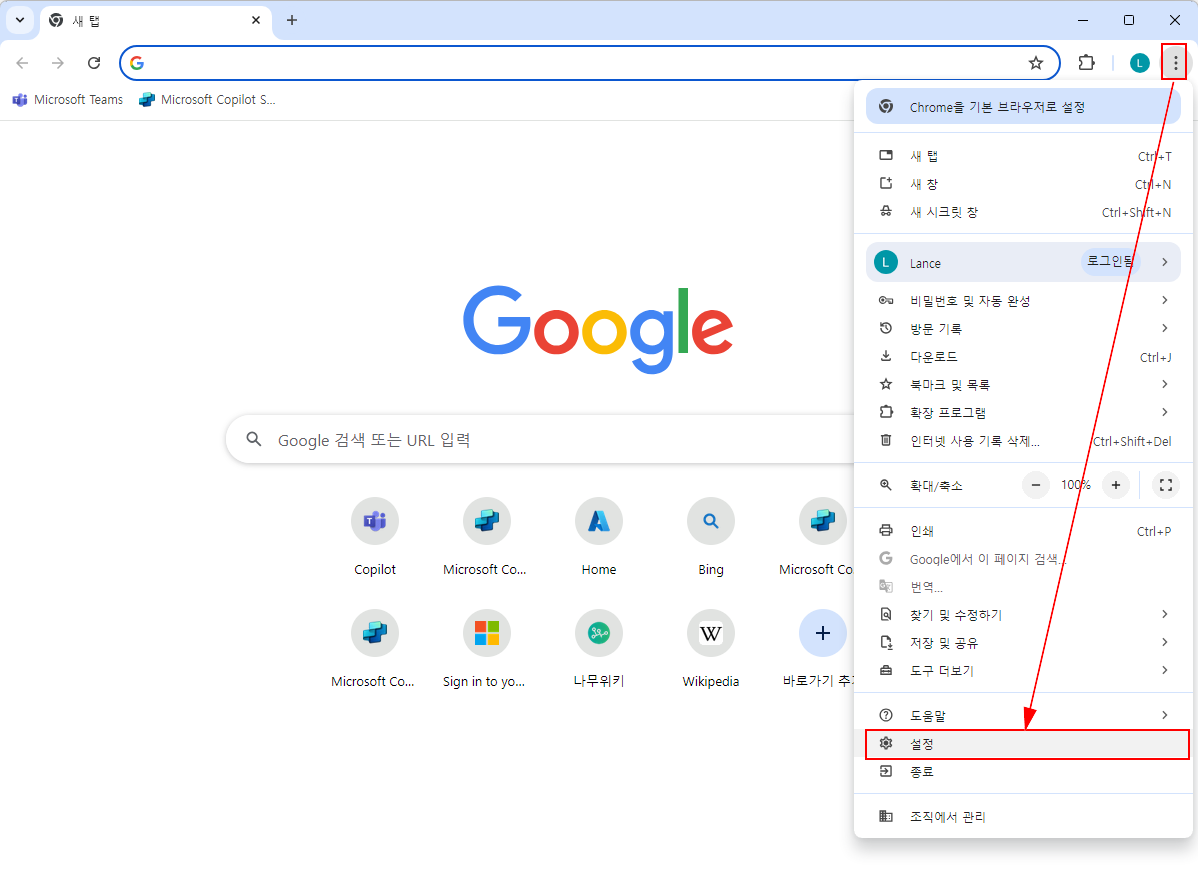 새 탭
L
Microsoft Teams
Microsoft Copilot S...
Chrome을 기본 브라우저로 설정
새 탭 Ctrl+T
새 창 Ctrl+N
새 시크릿 창 Ctrl+Shift+N
L Lance 로그인됨
비밀번호 및 자동 완성
방문 기록
다운로드 Ctrl+J
북마크 및 목록
확장 프로그램
인터넷 사용 기록 삭제... Ctrl+Shift+Del
확대/축소 100%
인쇄 Ctrl+P
Google에서 이 페이지 검색...
번역...
찾기 및 수정하기
저장 및 공유
도구 더보기
도움말
설정
종료
조직에서 관리
Google
Google 검색 또는 URL 입력
Copilot
Microsoft Co...
Home
Bing
Microsoft Co
Microsoft Co...
Sign in to yo...
나무위키
W
Wikipedia
바로가기 추